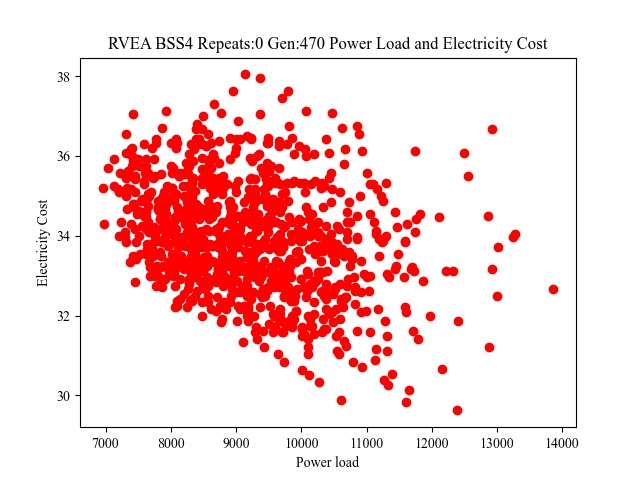 RVEA BSS4 Repeats:0 Gen:470 Power Load and Electricity Cost
38
36
34
32
30
Electricity Cost
7000 8000 9000 10000 11000 12000 13000 14000
Power load